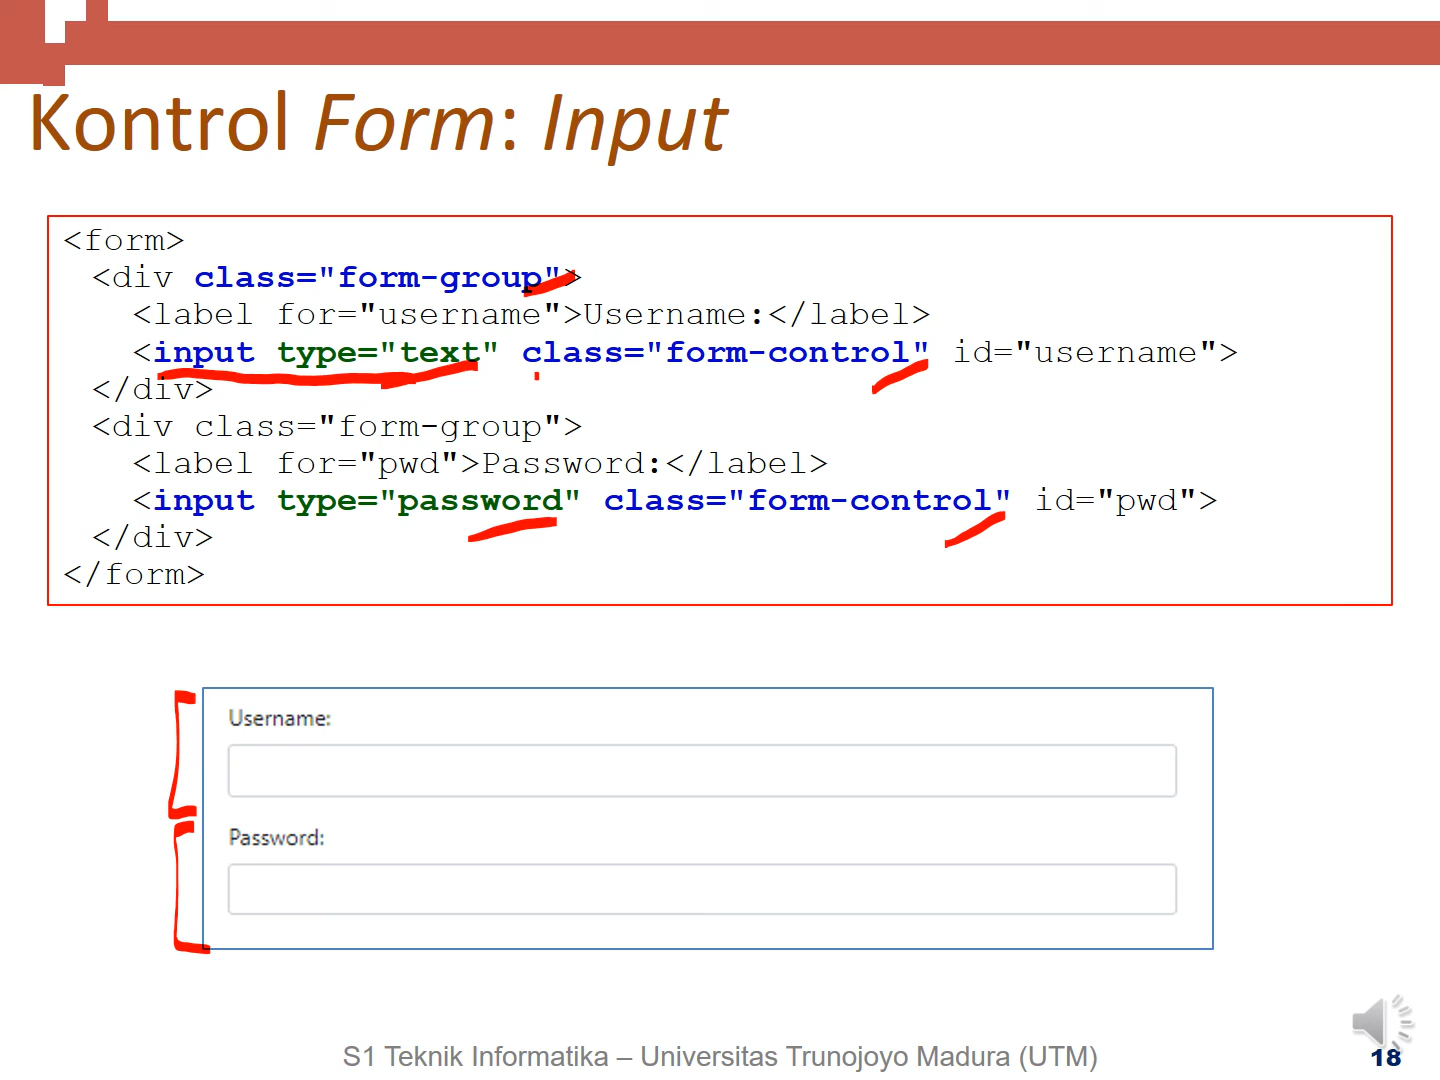 Kontrol Form: Input
<form>
<div class="form-group">
<label for="username">Username:</label>
<input type="text" class="form-control" id="username">
</div>
<div class="form-group">
<label for="pwd">Password:</label>
<input type="password" class="form-control" id="pwd">
</div>
</form>
Username:
Password:
S1 Teknik Informatika – Universitas Trunojoyo Madura (UTM)
18